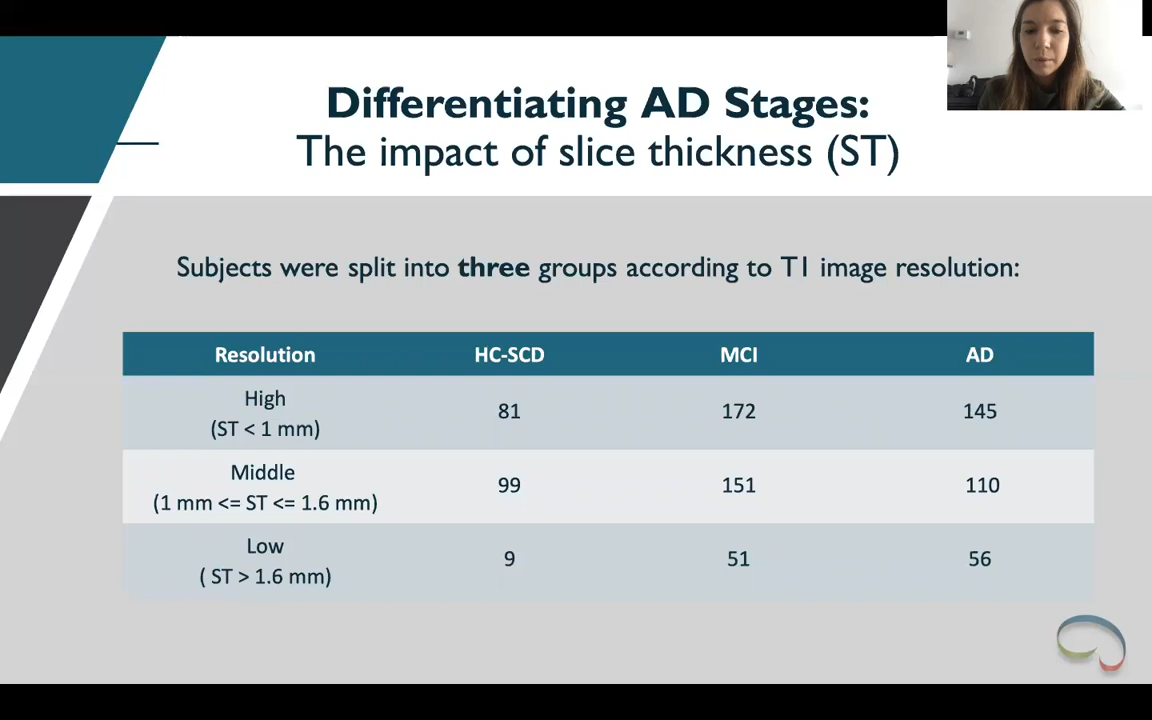 Differentiating AD Stages:
The impact of slice thickness (ST)
Subjects were split into three groups according to T1 image resolution:
Resolution HC-SCD MCI AD
High
(ST < 1 mm) 81 172 145
Middle
(1 mm <= ST <= 1.6 mm) 99 151 110
Low
( ST > 1.6 mm) 9 51 56